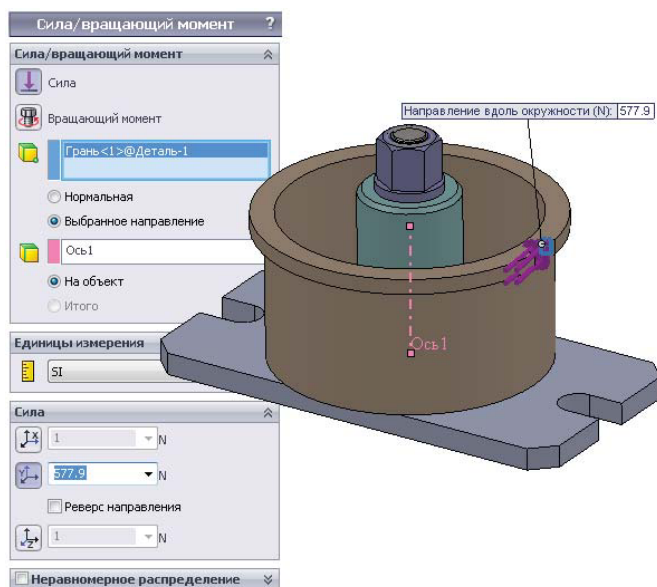 Сила/вращающий момент ?
Сила/вращающий момент
Сила
Вращающий момент
Грань<1>@Деталь-1
Нормальная
Выбранное направление
Ось1
На объект
Итого
Единицы измерения
SI
Сила
X
1 N
Y
577.9 N
Реверс направления
Z
1 N
Неравномерное распределение
Направление вдоль окружности (N): 577.9
Ось1